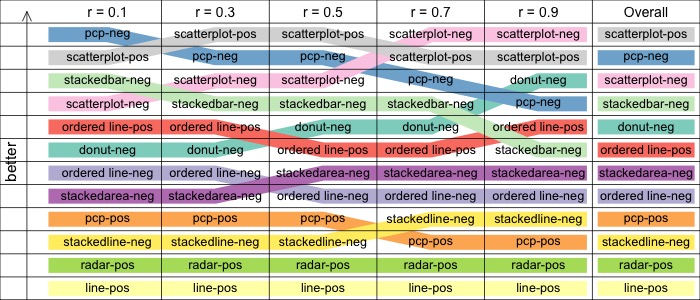 r = 0.1 r = 0.3 r = 0.5 r = 0.7 r = 0.9 Overall
pcp-neg scatterplot-pos scatterplot-pos scatterplot-neg scatterplot-neg scatterplot-pos
scatterplot-pos pcp-neg pcp-neg scatterplot-pos scatterplot-pos pcp-neg
stackedbar-neg scatterplot-neg scatterplot-neg pcp-neg donut-neg scatterplot-neg
scatterplot-neg stackedbar-neg stackedbar-neg stackedbar-neg pcp-neg stackedbar-neg
ordered line-pos ordered line-pos donut-neg donut-neg ordered line-pos donut-neg
donut-neg donut-neg ordered line-pos ordered line-pos stackedbar-neg ordered line-pos
ordered line-neg ordered line-neg stackedarea-neg stackedarea-neg stackedarea-neg stackedarea-neg
stackedarea-neg stackedarea-neg ordered line-neg ordered line-neg ordered line-neg ordered line-neg
pcp-pos pcp-pos pcp-pos stackedline-neg stackedline-neg pcp-pos
stackedline-neg stackedline-neg stackedline-neg pcp-pos pcp-pos stackedline-neg
radar-pos radar-pos radar-pos radar-pos radar-pos radar-pos
line-pos line-pos line-pos line-pos line-pos line-pos
better